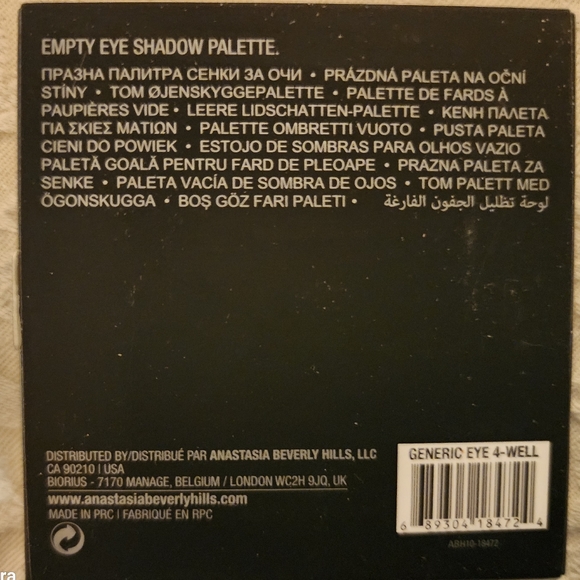 EMPTY EYE SHADOW PALETTE.
ПРАЗНА ПАЛИТРА СЕНКИ ЗА ОЧИ • PRÁZDNÁ PALETA NA OČNÍ
STÍNY • TOM ØJENSKYGGEPALETTE • PALETTE DE FARDS À
PAUPIÈRES VIDE • LEERE LIDSCHATTEN-PALETTE • ΚΕΝΗ ΠΑΛΕΤΑ
ΓΙΑ ΣΚΙΕΣ ΜΑΤΙΩΝ • PALETTE OMBRETTI VUOTO • PUSTA PALETA
CIENI DO POWIEK • ESTOJO DE SOMBRAS PARA OLHOS VAZIO
PALETĂ GOALĂ PENTRU FARD DE PLEOAPE • PRAZNA PALETA ZA
SENKE • PALETA VACÍA DE SOMBRA DE OJOS • TOM PALETT MED
ÖGONSKUGGA • BOŞ GÖZ FARI PALETI • لوحة تظليل الجفون الفارغة
DISTRIBUTED BY/DISTRIBUÉ PAR ANASTASIA BEVERLY HILLS, LLC
CA 90210 | USA
BIORIUS - 7170 MANAGE, BELGIUM / LONDON WC2H 9JQ, UK
www.anastasiabeverlyhills.com
MADE IN PRC | FABRIQUÉ EN RPC
GENERIC EYE 4-WELL
6 89304 18472 4
ABH10-18472
ra